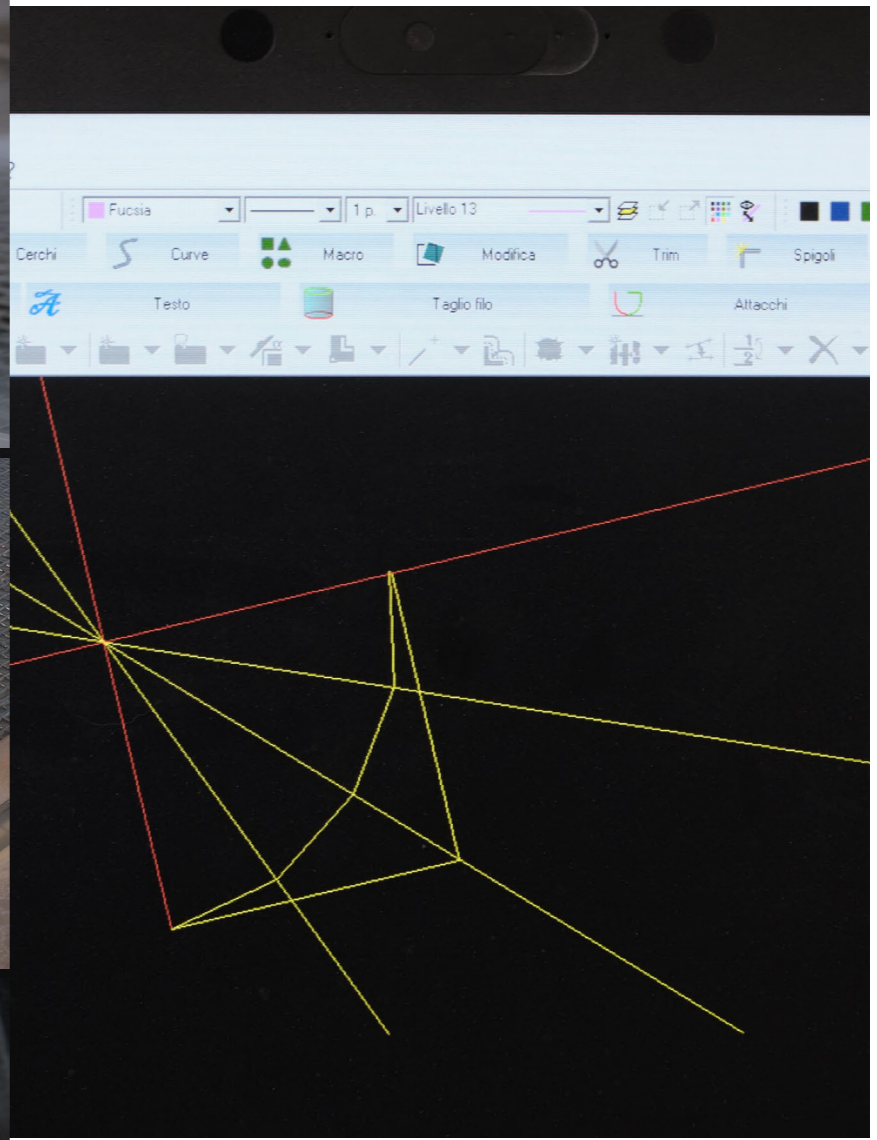 ?
Fucsia 1 p. Livello 13
Cerchi Curve Macro Modifica Trim Spigoli
Testo Taglio filo Attacchi